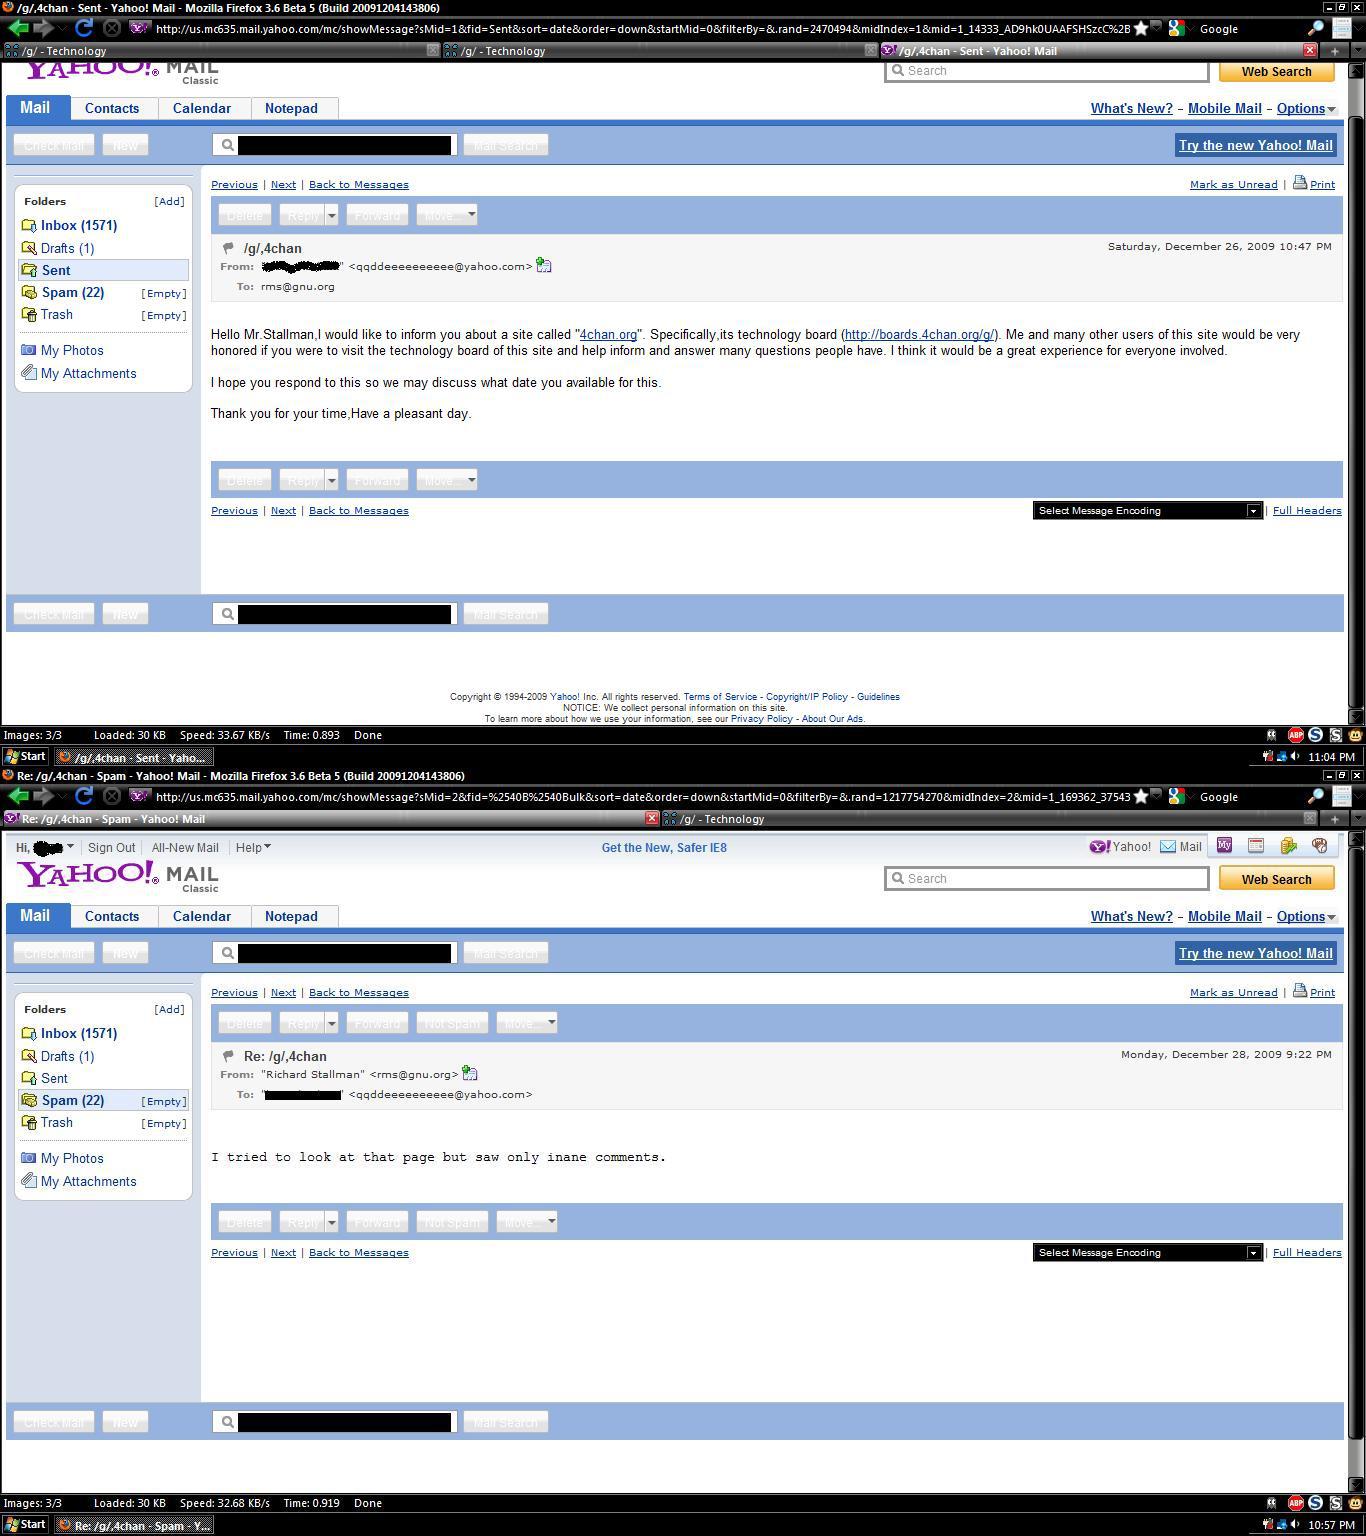 /g/,4chan - Sent - Yahoo! Mail - Mozilla Firefox 3.6 Beta 5 (Build 20091204143806)
http://us.mc635.mail.yahoo.com/mc/showMessage?sMid=1&fid=Sent&sort=date&order=down&startMid=0&filterBy=&.rand=2470494&midIndex=1&mid=1_14333_AD9hk0UAAFSHSzcC%2B Google
/g/ - Technology /g/ - Technology /g/,4chan - Sent - Yahoo! Mail
YAHOO! MAIL Search Web Search
Classic
Mail Contacts Calendar Notepad What's New? - Mobile Mail - Options
Check Mail New Mail Search Try the new Yahoo! Mail
Previous | Next | Back to Messages Mark as Unread | Print
Folders [Add]
Delete Reply Forward Move...
Inbox (1571)
Drafts (1)
/g/,4chan Saturday, December 26, 2009 10:47 PM
Sent
From: " <qqddeeeeeeeeee@yahoo.com>
Spam (22) [Empty]
To: rms@gnu.org
Trash [Empty]
Hello Mr.Stallman,I would like to inform you about a site called "4chan.org". Specifically,its technology board (http://boards.4chan.org/g/). Me and many other users of this site would be very
honored if you were to visit the technology board of this site and help inform and answer many questions people have. I think it would be a great experience for everyone involved.
My Photos
My Attachments
I hope you respond to this so we may discuss what date you available for this.
Thank you for your time,Have a pleasant day.
Delete Reply Forward Move...
Previous | Next | Back to Messages Select Message Encoding | Full Headers
Check Mail New Mail Search
Copyright © 1994-2009 Yahoo! Inc. All rights reserved. Terms of Service - Copyright/IP Policy - Guidelines
NOTICE: We collect personal information on this site.
To learn more about how we use your information, see our Privacy Policy - About Our Ads.
Images: 3/3 Loaded: 30 KB Speed: 33.67 KB/s Time: 0.893 Done ABP
Start /g/,4chan - Sent - Yaho... 11:04 PM
Re: /g/,4chan - Spam - Yahoo! Mail - Mozilla Firefox 3.6 Beta 5 (Build 20091204143806)
http://us.mc635.mail.yahoo.com/mc/showMessage?sMid=2&fid=%2540B%2540Bulk&sort=date&order=down&startMid=0&filterBy=&.rand=1217754270&midIndex=2&mid=1_169362_37543 Google
Re: /g/,4chan - Spam - Yahoo! Mail /g/ - Technology
Hi, Sign Out All-New Mail Help Get the New, Safer IE8 Yahoo! Mail My
YAHOO! MAIL Search Web Search
Classic
Mail Contacts Calendar Notepad What's New? - Mobile Mail - Options
Check Mail New Mail Search Try the new Yahoo! Mail
Previous | Next | Back to Messages Mark as Unread | Print
Folders [Add]
Delete Reply Forward Not Spam Move...
Inbox (1571)
Drafts (1)
Re: /g/,4chan Monday, December 28, 2009 9:22 PM
Sent
From: "Richard Stallman" <rms@gnu.org>
Spam (22) [Empty]
To: " " <qqddeeeeeeeeee@yahoo.com>
Trash [Empty]
My Photos
I tried to look at that page but saw only inane comments.
My Attachments
Delete Reply Forward Not Spam Move...
Previous | Next | Back to Messages Select Message Encoding | Full Headers
Check Mail New Mail Search
Images: 3/3 Loaded: 30 KB Speed: 32.68 KB/s Time: 0.919 Done ABP
Start Re: /g/,4chan - Spam - Y... 10:57 PM